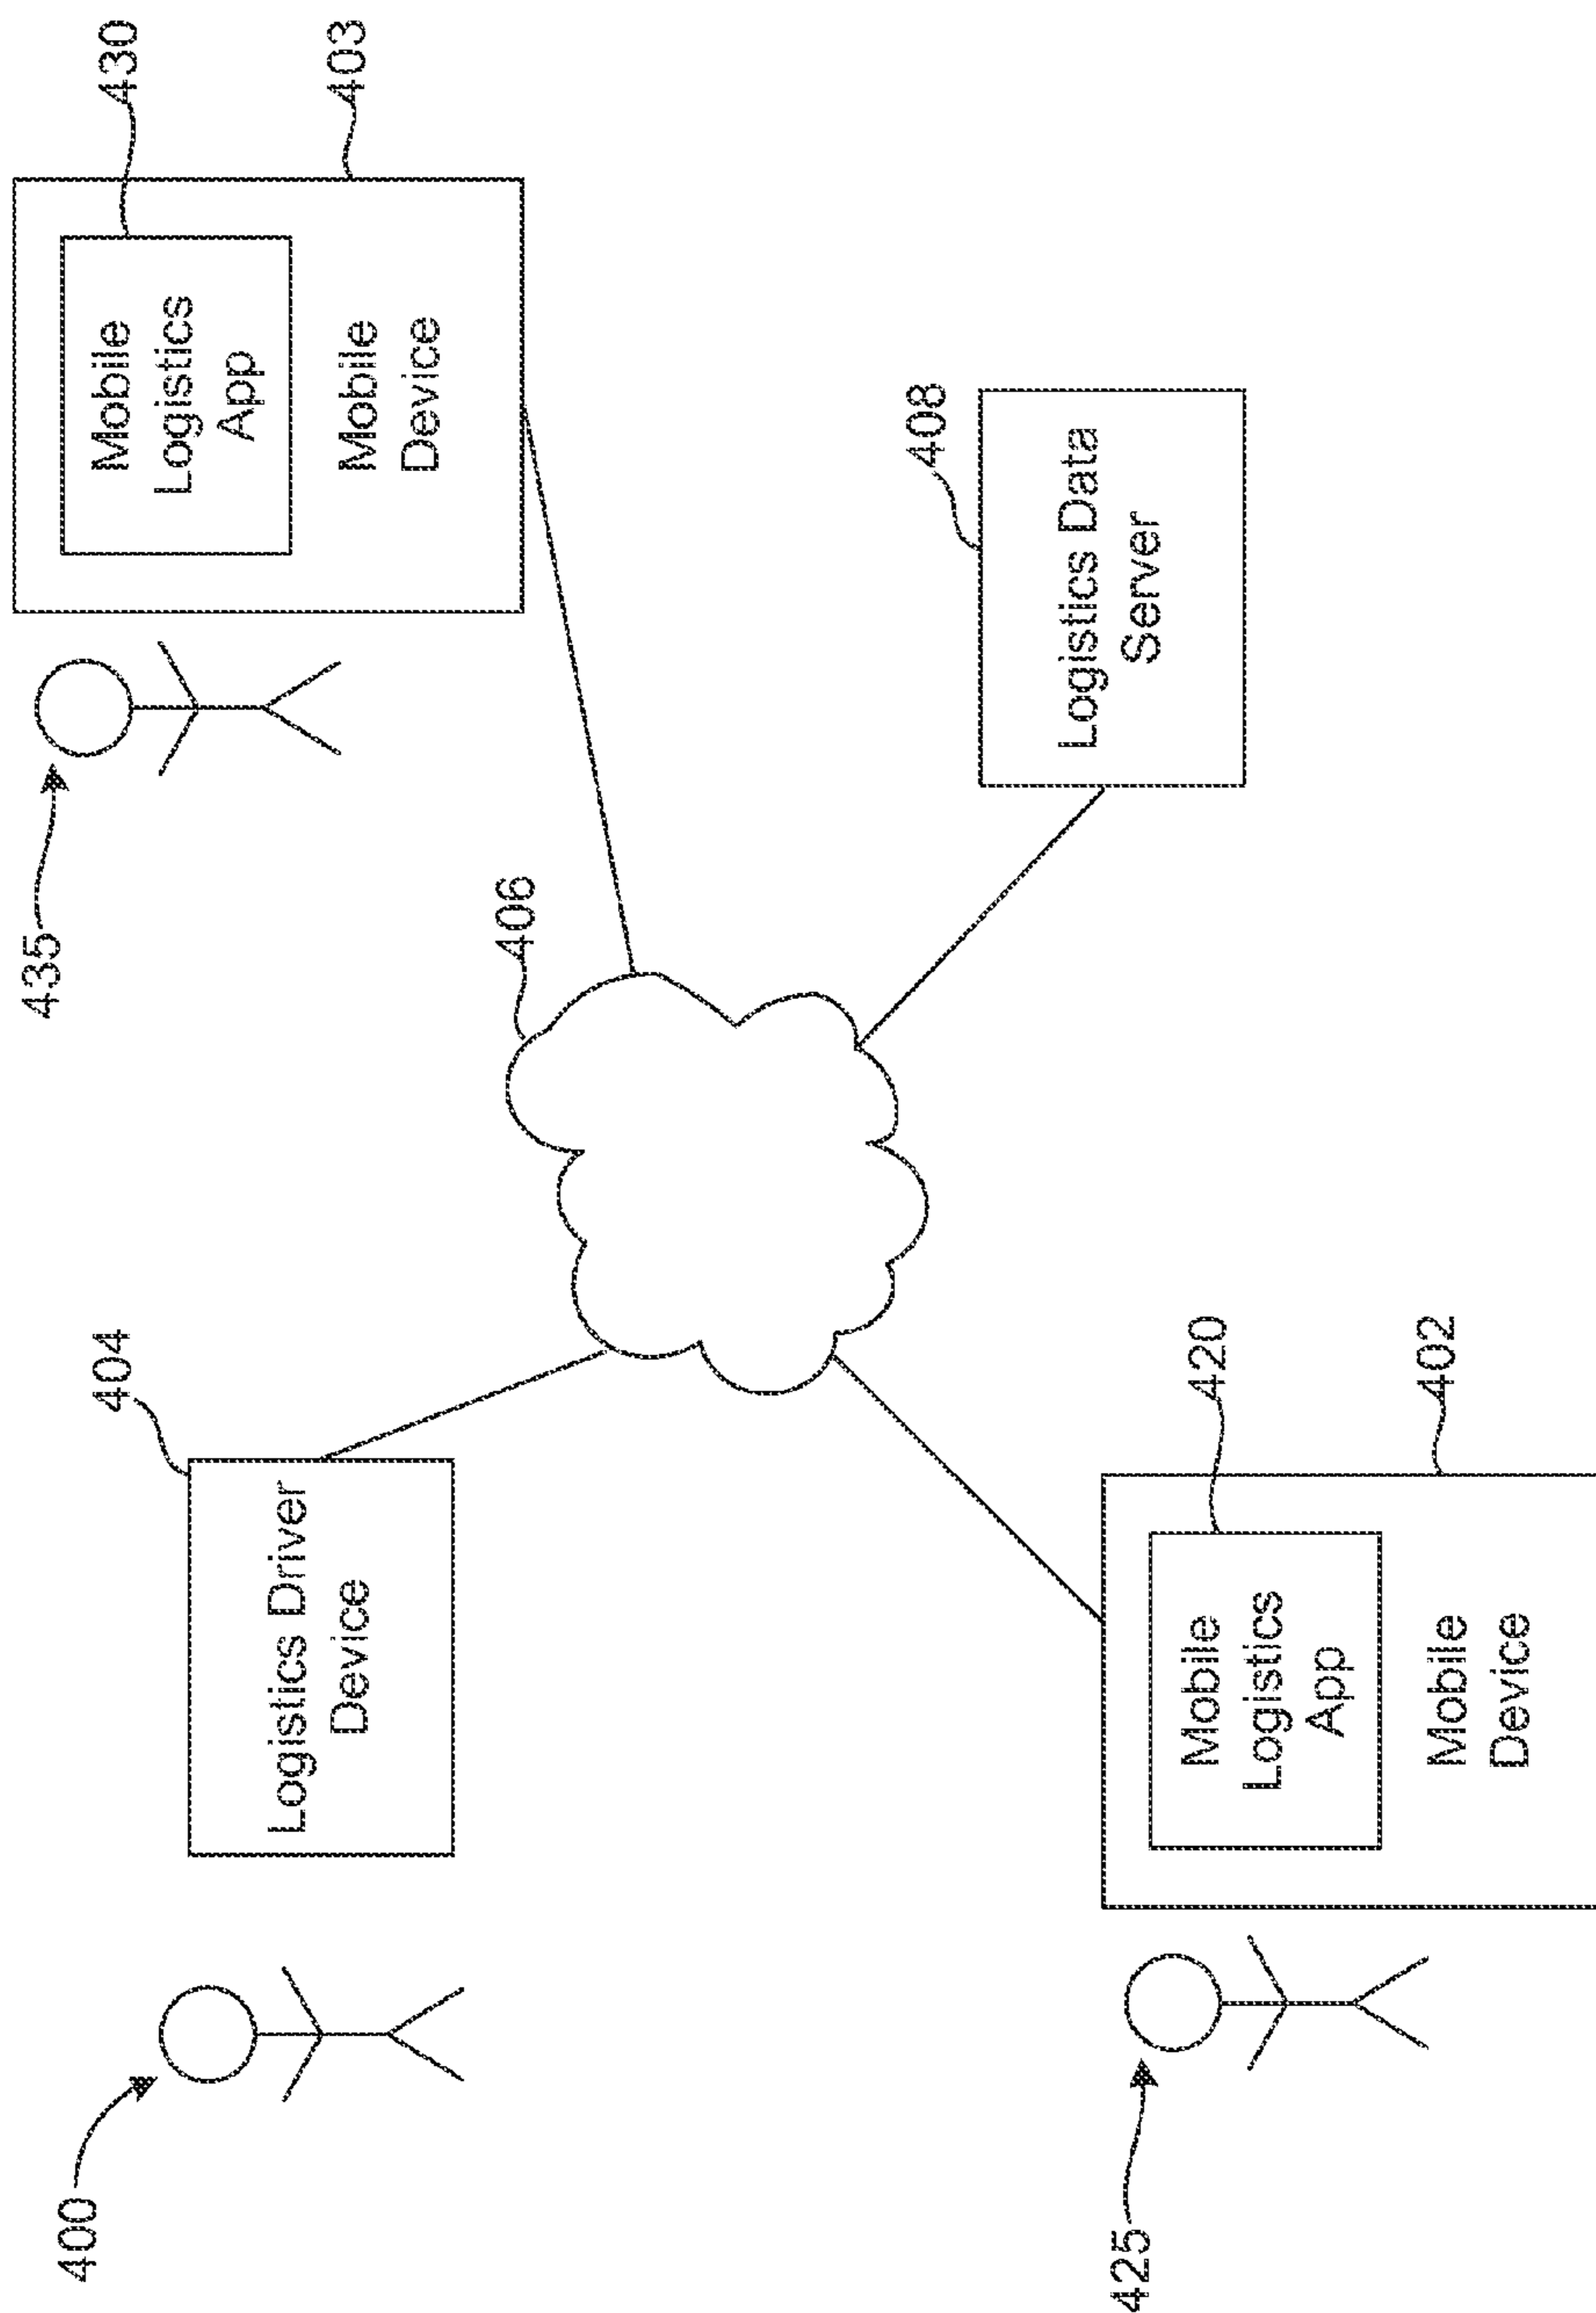 400
404
Logistics Driver
Device
435
430
Mobile
Logistics
App
403
Mobile
Device
406
408
Logistics Data
Server
425
420
Mobile
Logistics
App
402
Mobile
Device